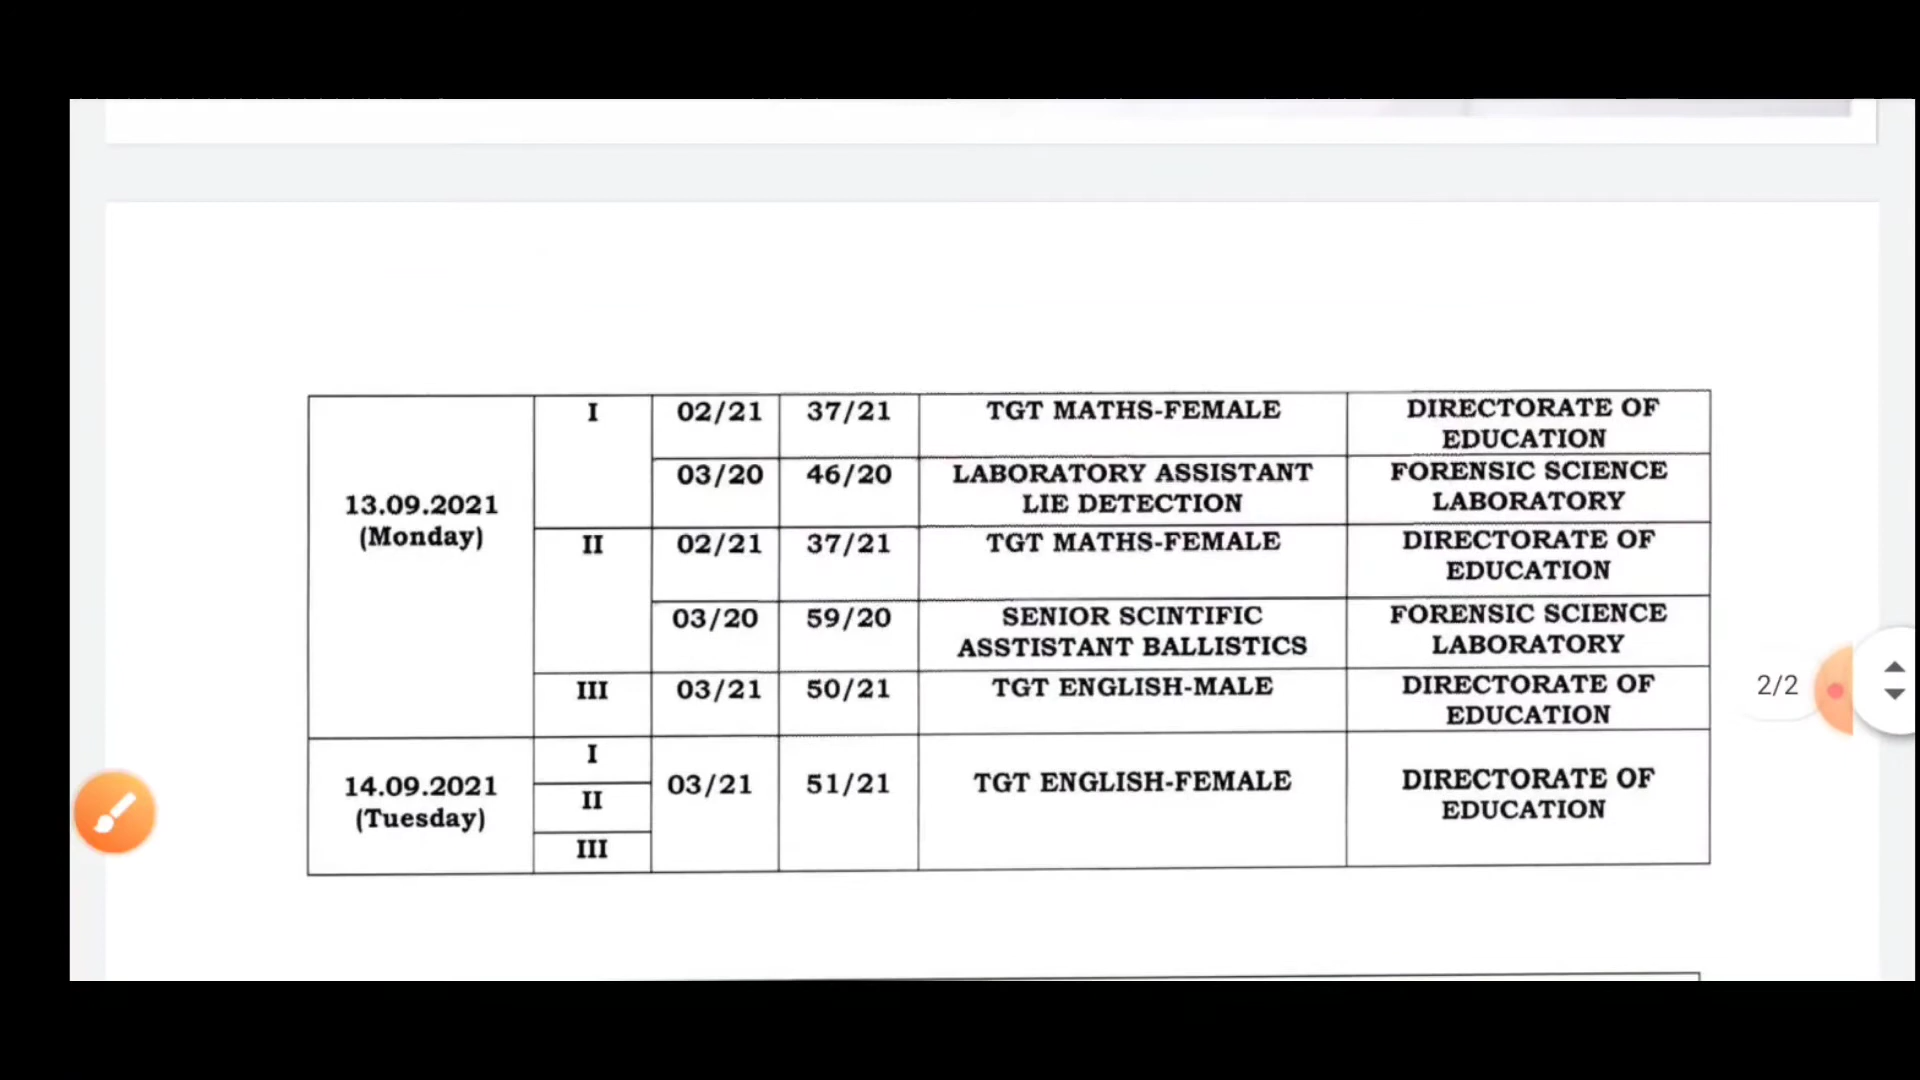 I 02/21 37/21 TGT MATHS-FEMALE DIRECTORATE OF
EDUCATION
03/20 46/20 LABORATORY ASSISTANT FORENSIC SCIENCE
LIE DETECTION LABORATORY
13.09.2021
(Monday)
II 02/21 37/21 TGT MATHS-FEMALE DIRECTORATE OF
EDUCATION
03/20 59/20 SENIOR SCINTIFIC FORENSIC SCIENCE
ASSTISTANT BALLISTICS LABORATORY
III 03/21 50/21 TGT ENGLISH-MALE DIRECTORATE OF
EDUCATION
2/2
I
14.09.2021 03/21 51/21 TGT ENGLISH-FEMALE DIRECTORATE OF
(Tuesday) II EDUCATION
III